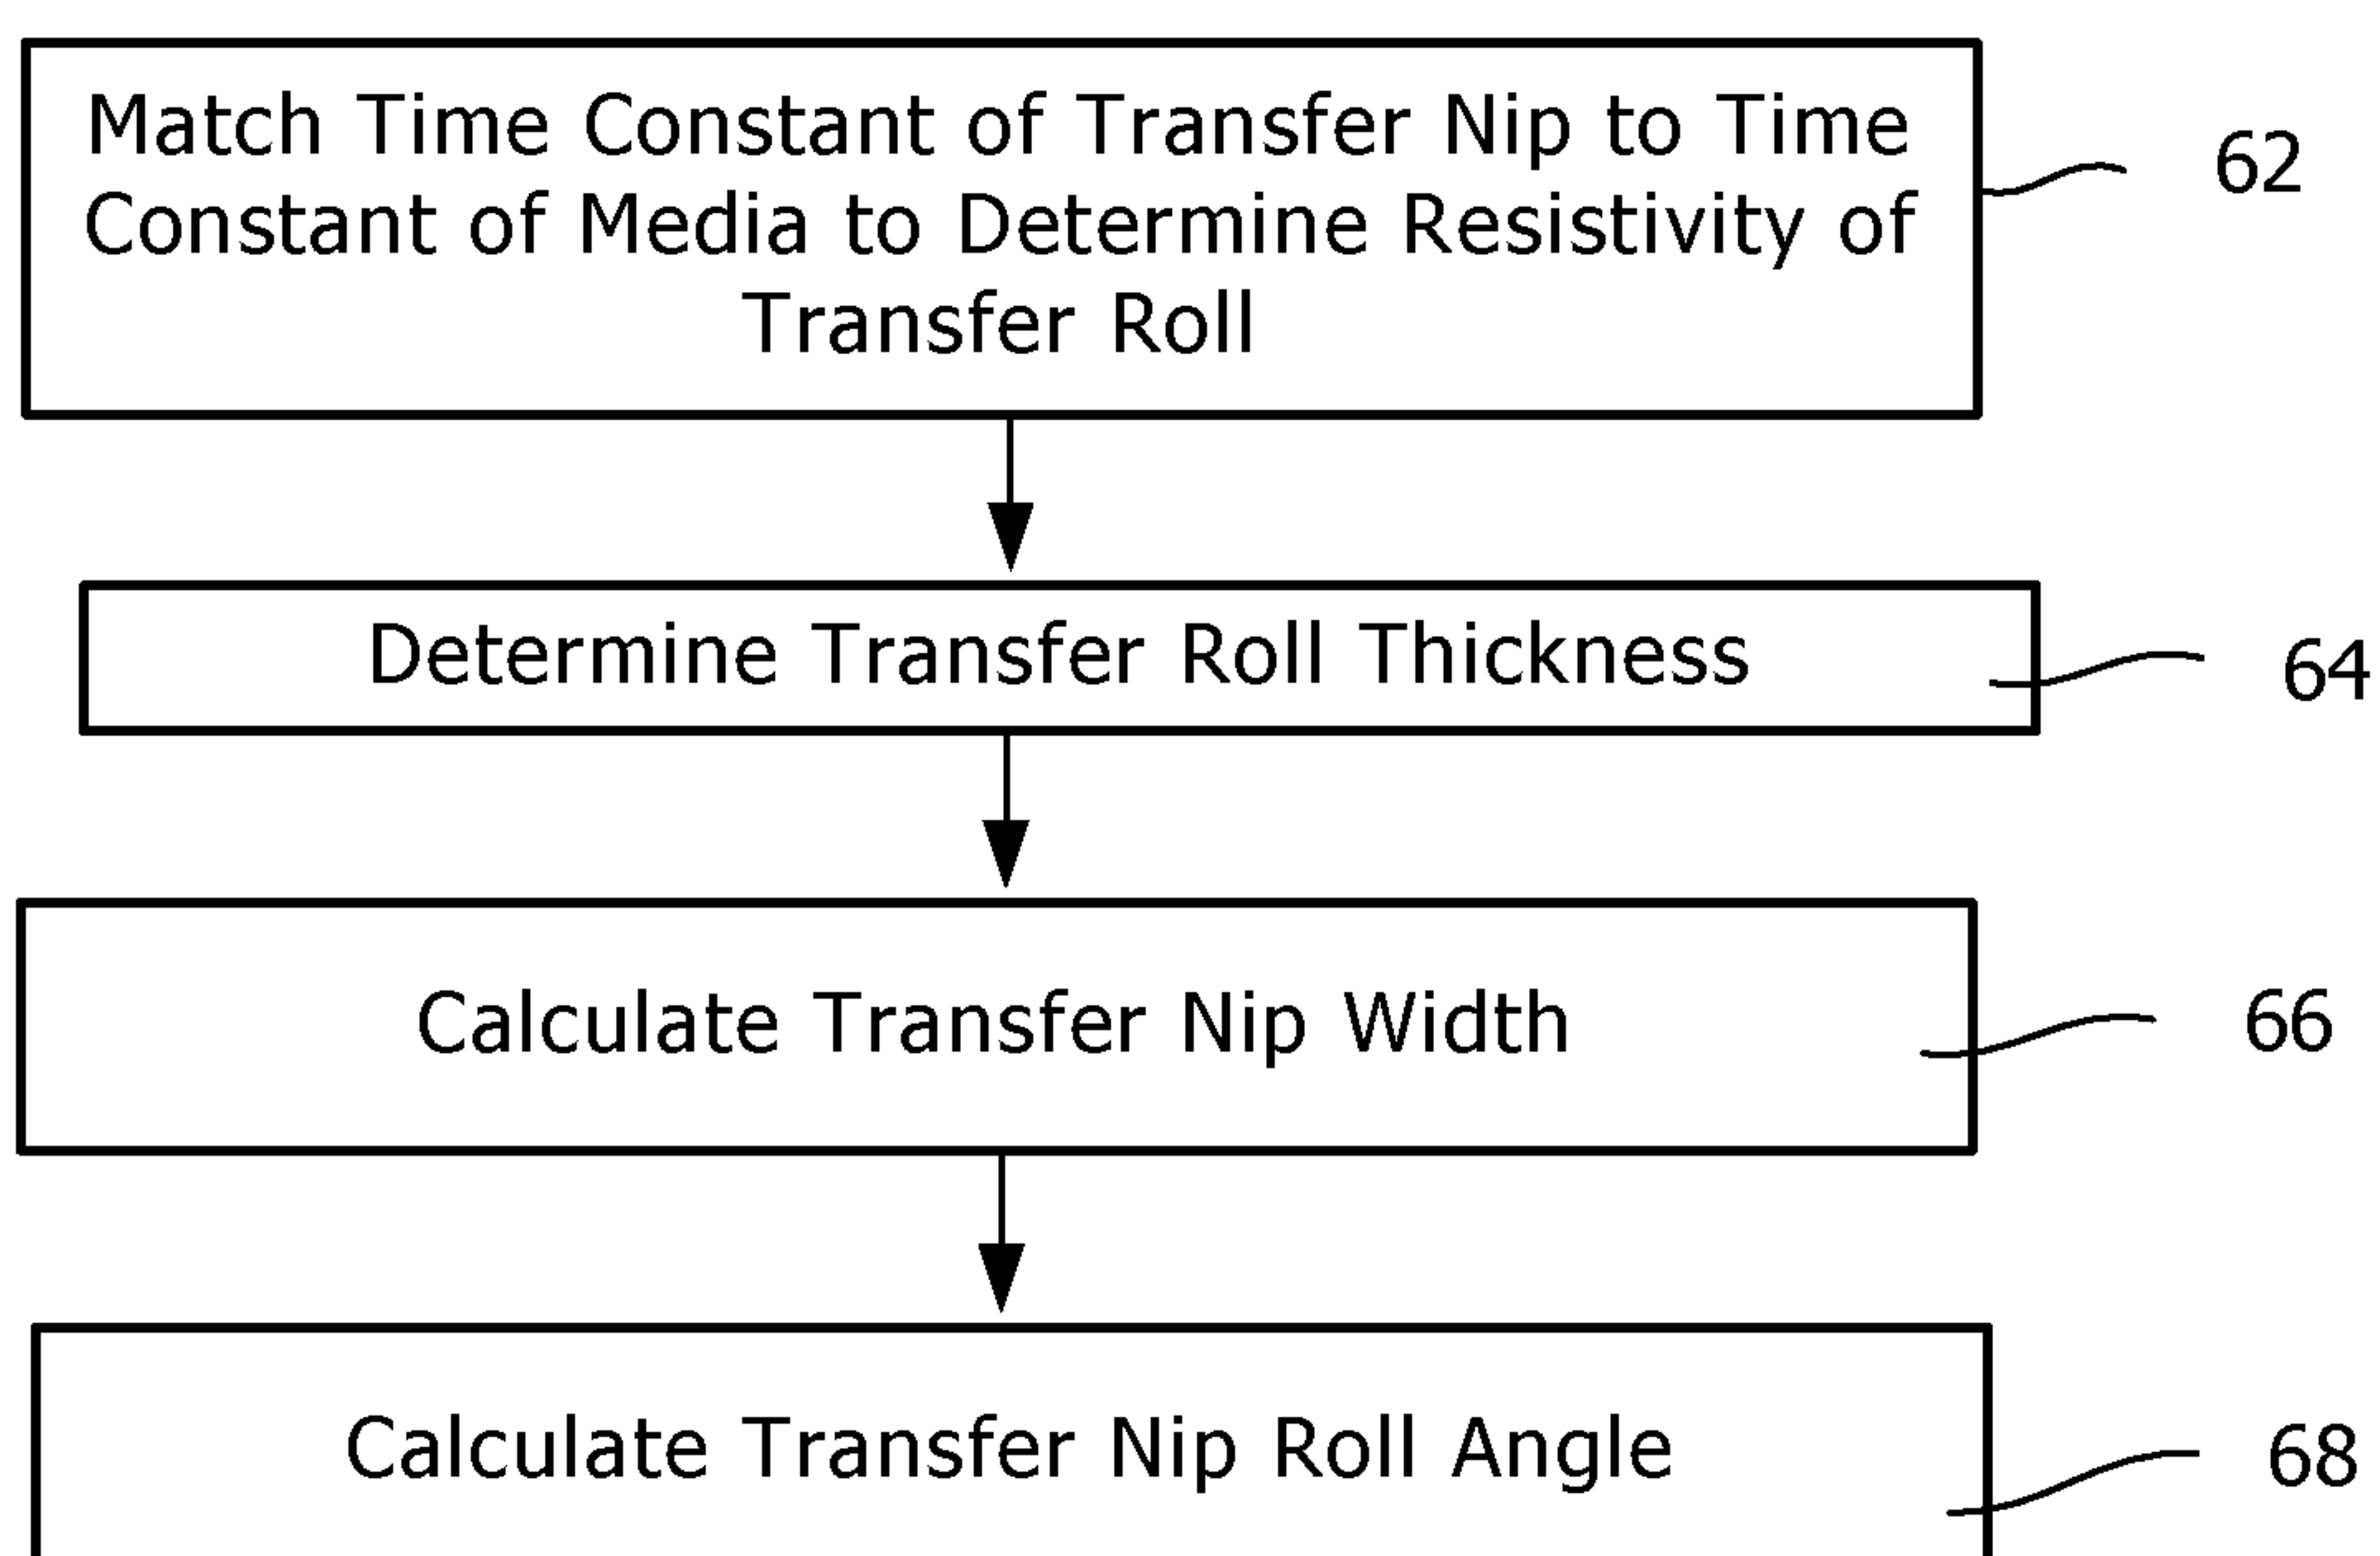 Match Time Constant of Transfer Nip to Time
Constant of Media to Determine Resistivity of
Transfer Roll
62
Determine Transfer Roll Thickness
64
Calculate Transfer Nip Width
66
Calculate Transfer Nip Roll Angle
68